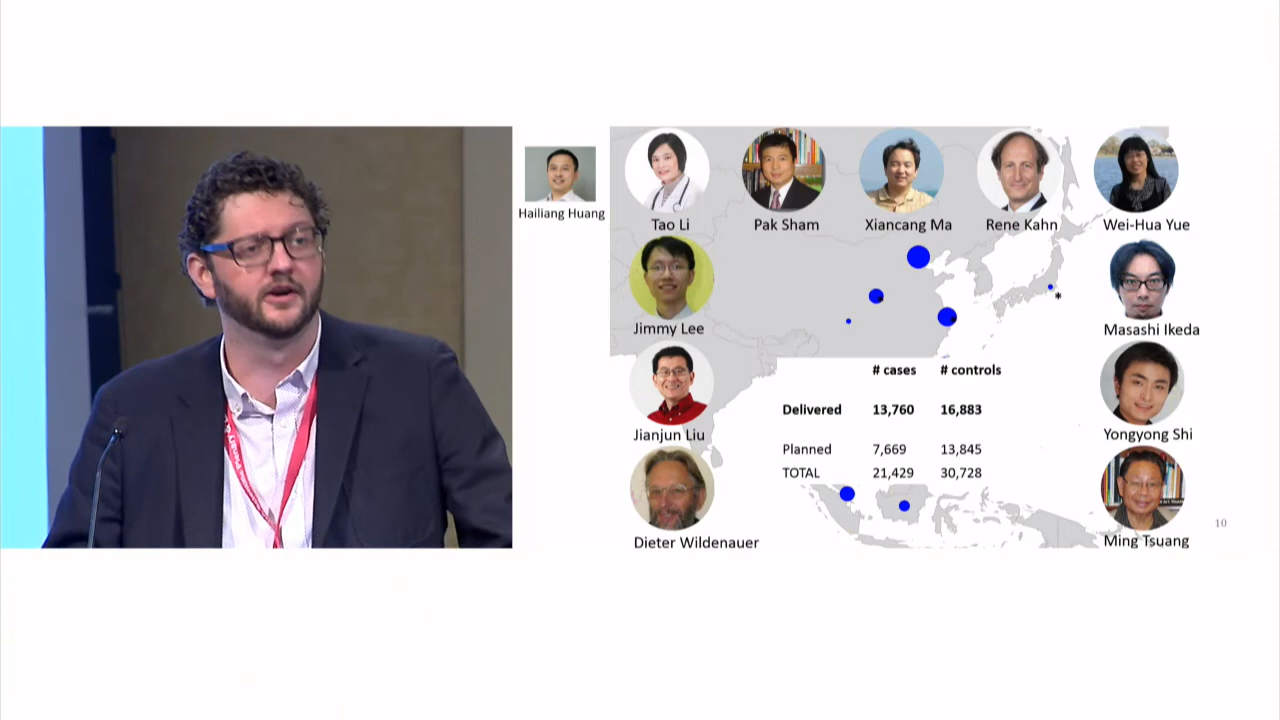 Hailiang Huang
Tao Li
Pak Sham
Xiancang Ma
Rene Kahn
Wei-Hua Yue
Jimmy Lee
*
Masashi Ikeda
Jianjun Liu
Yongyong Shi
Dieter Wildenauer
Ming Tsuang
# cases # controls
Delivered 13,760 16,883
Planned 7,669 13,845
TOTAL 21,429 30,728
10